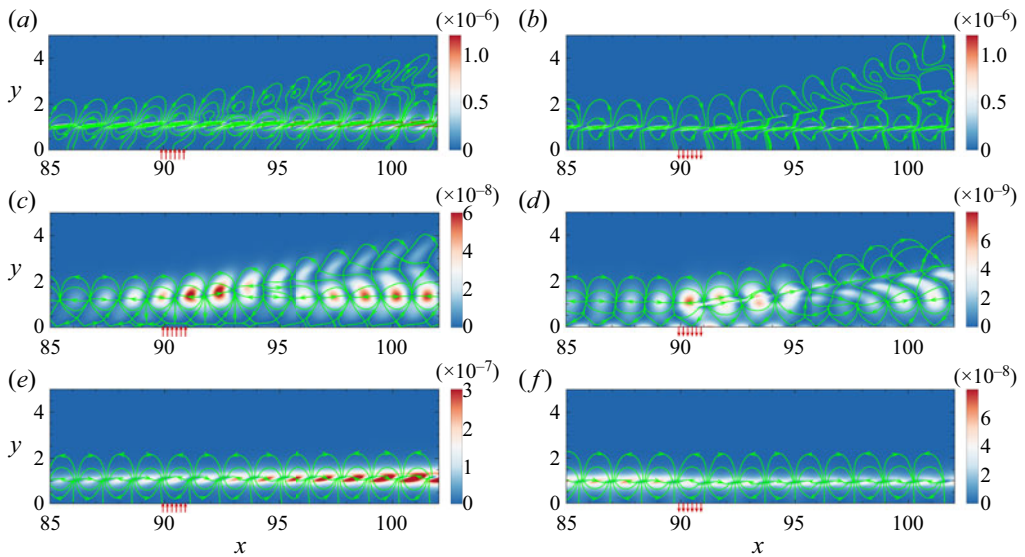 (a) (×10⁻⁶) (b) (×10⁻⁶)
4 1.0 4 1.0
y 2 0.5 2 0.5
0 0 0 0
85 90 95 100 85 90 95 100
(c) (×10⁻⁸) (d) (×10⁻⁹)
6
4 4 6
y 2 4 2 4
2 2
0 0 0 0
85 90 95 100 85 90 95 100
(e) (×10⁻⁷) (f) (×10⁻⁸)
3
4 4 6
y 2 2 2 4
1 2
0 0 0 0
85 90 95 100 85 90 95 100
x x